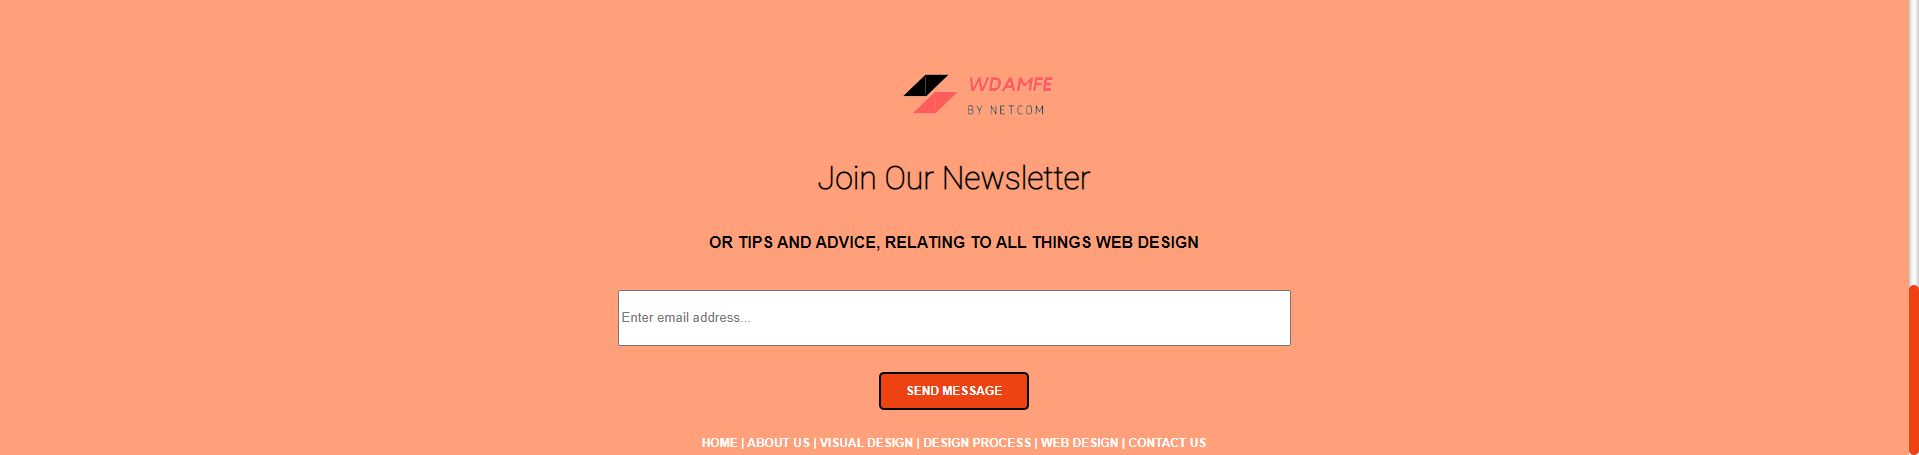 WDAMFE
BY NETCOM
Join Our Newsletter
OR TIPS AND ADVICE, RELATING TO ALL THINGS WEB DESIGN
Enter email address...
SEND MESSAGE
HOME | ABOUT US | VISUAL DESIGN | DESIGN PROCESS | WEB DESIGN | CONTACT US